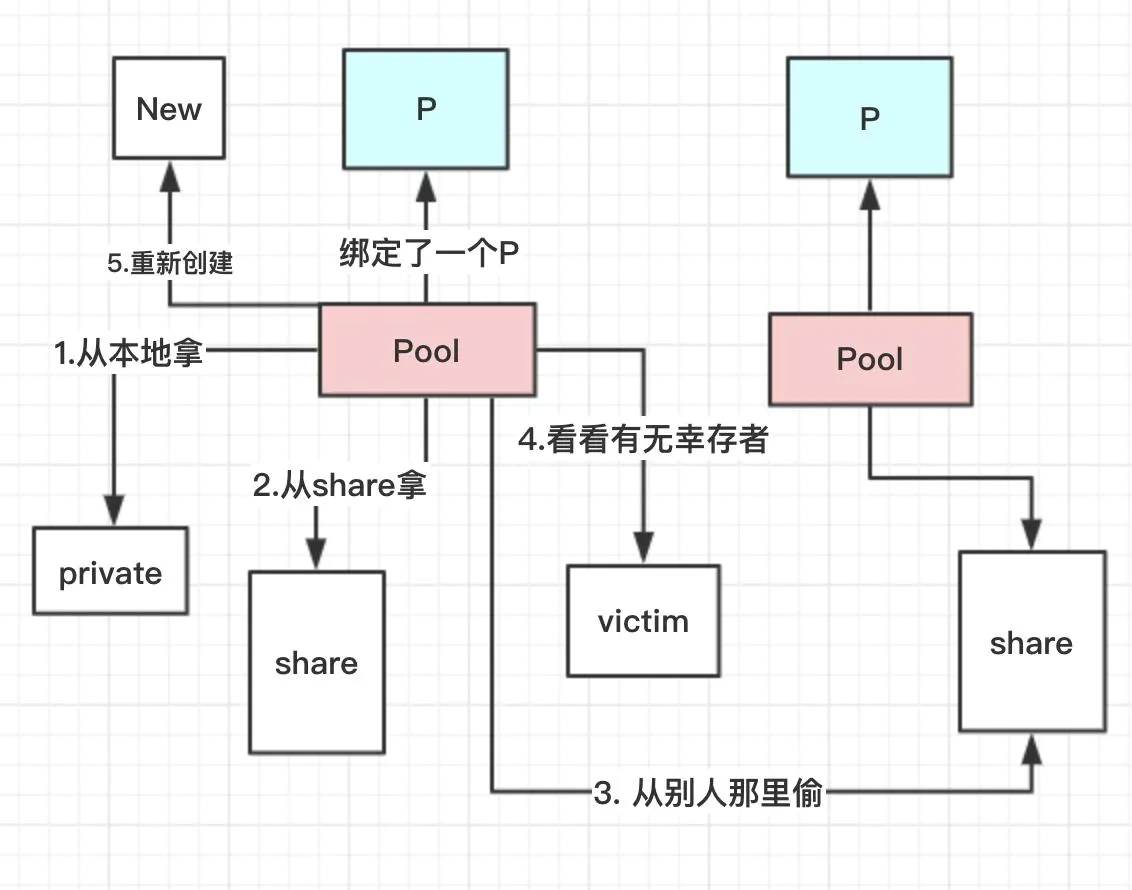 New
P
P
5.重新创建
绑定了一个P
1.从本地拿
Pool
Pool
4.看看有无幸存者
2.从share拿
private
share
victim
share
3. 从别人那里偷